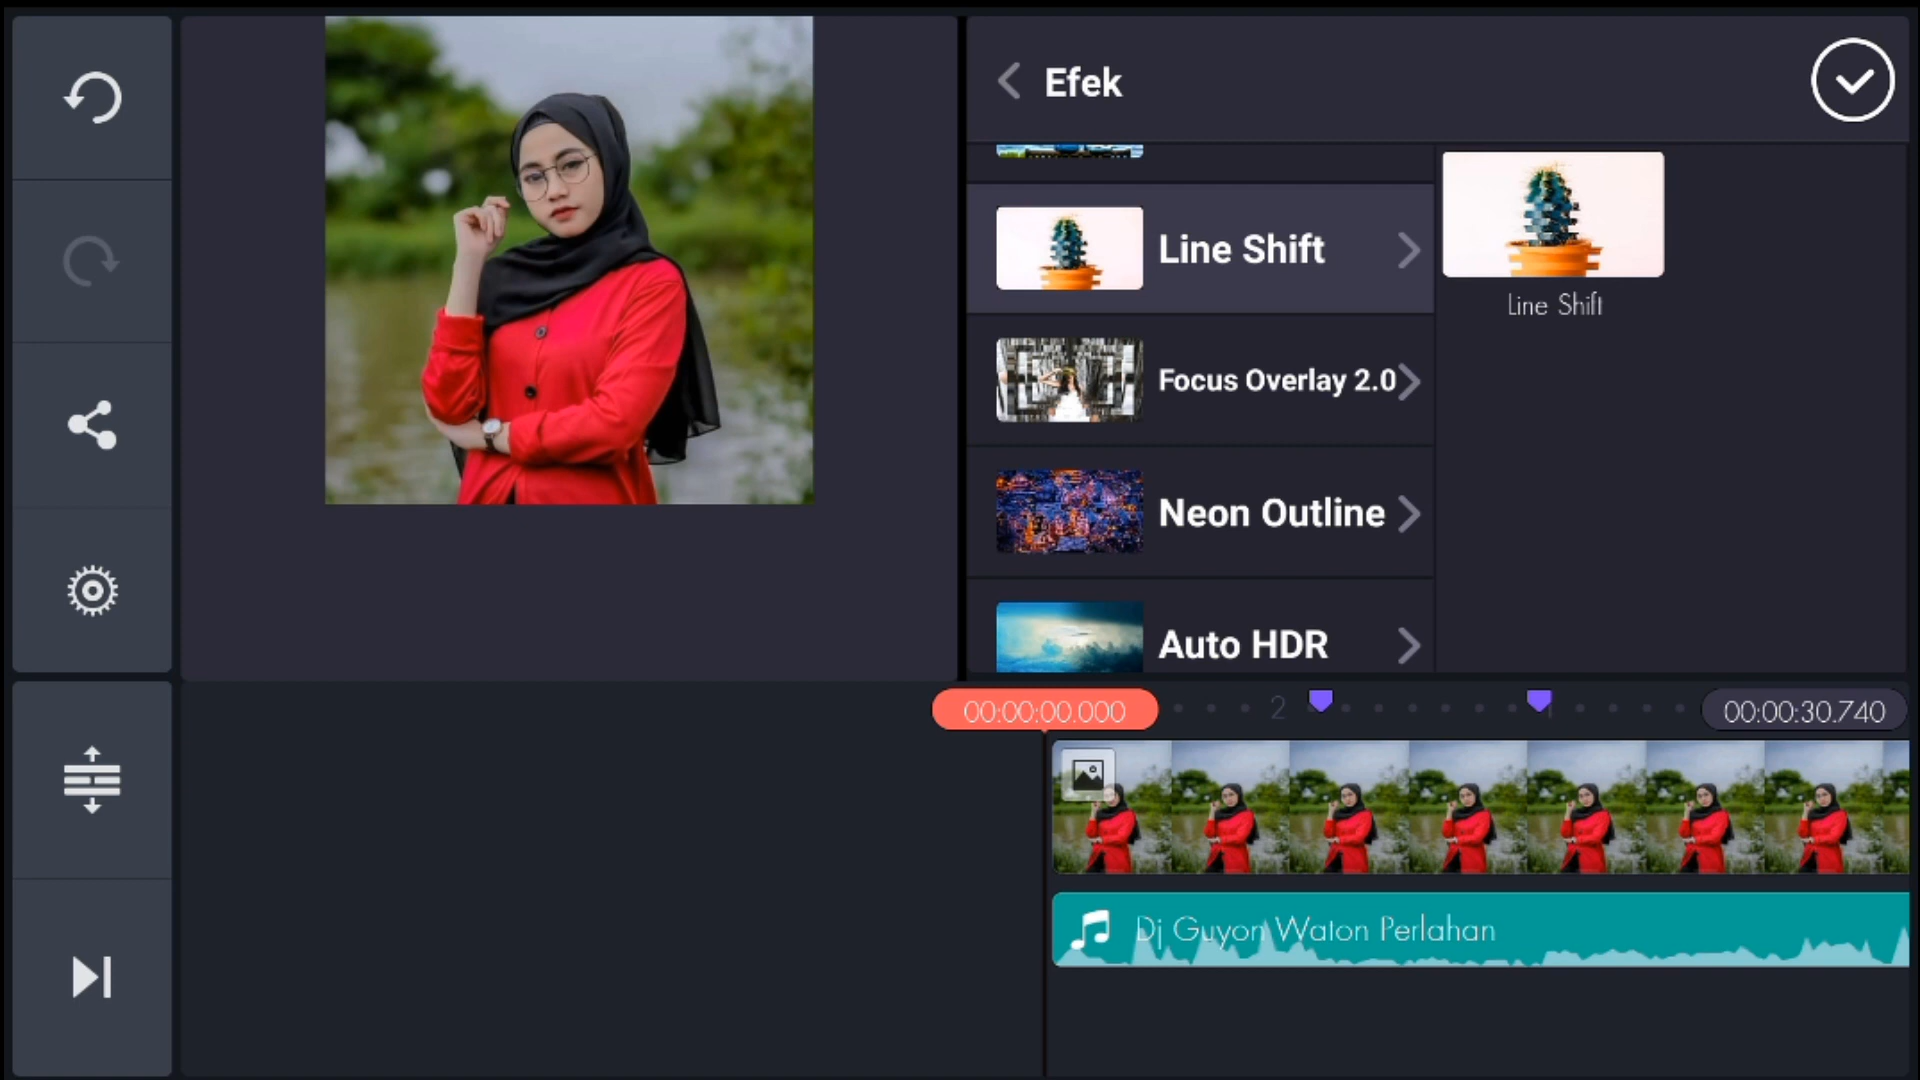 Efek
Line Shift
Line Shift
Focus Overlay 2.0
Neon Outline
Auto HDR
00:00:00.000
2
00:00:30.740
Dj Guyon Waton Perlahan